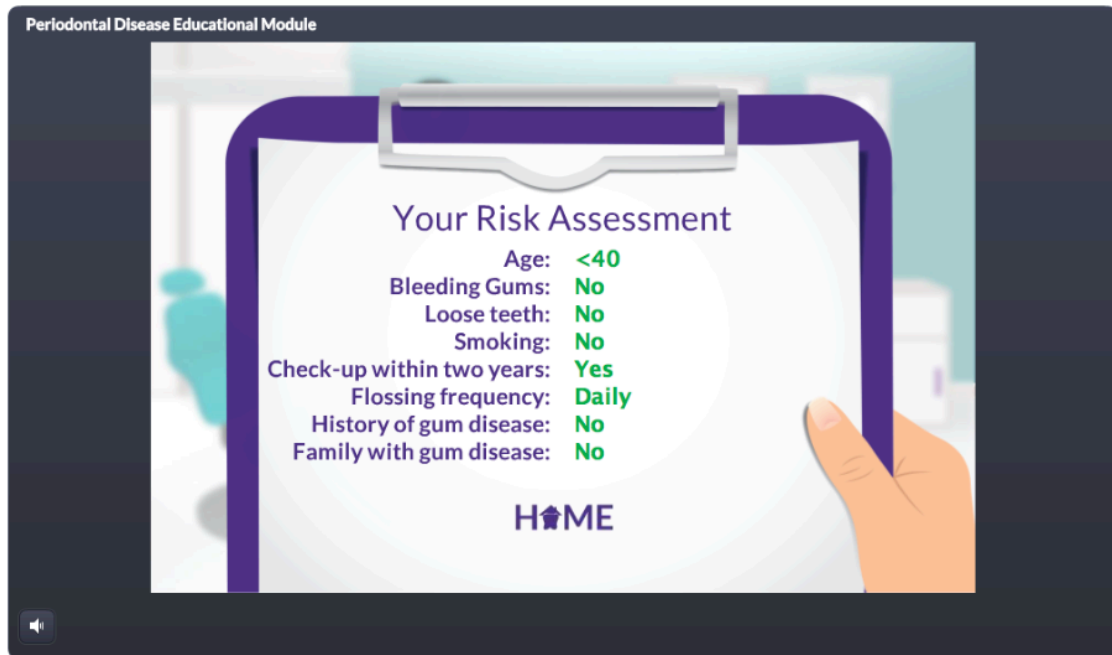 Periodontal Disease Educational Module
Your Risk Assessment
Age: <40
Bleeding Gums: No
Loose teeth: No
Smoking: No
Check-up within two years: Yes
Flossing frequency: Daily
History of gum disease: No
Family with gum disease: No
HOME